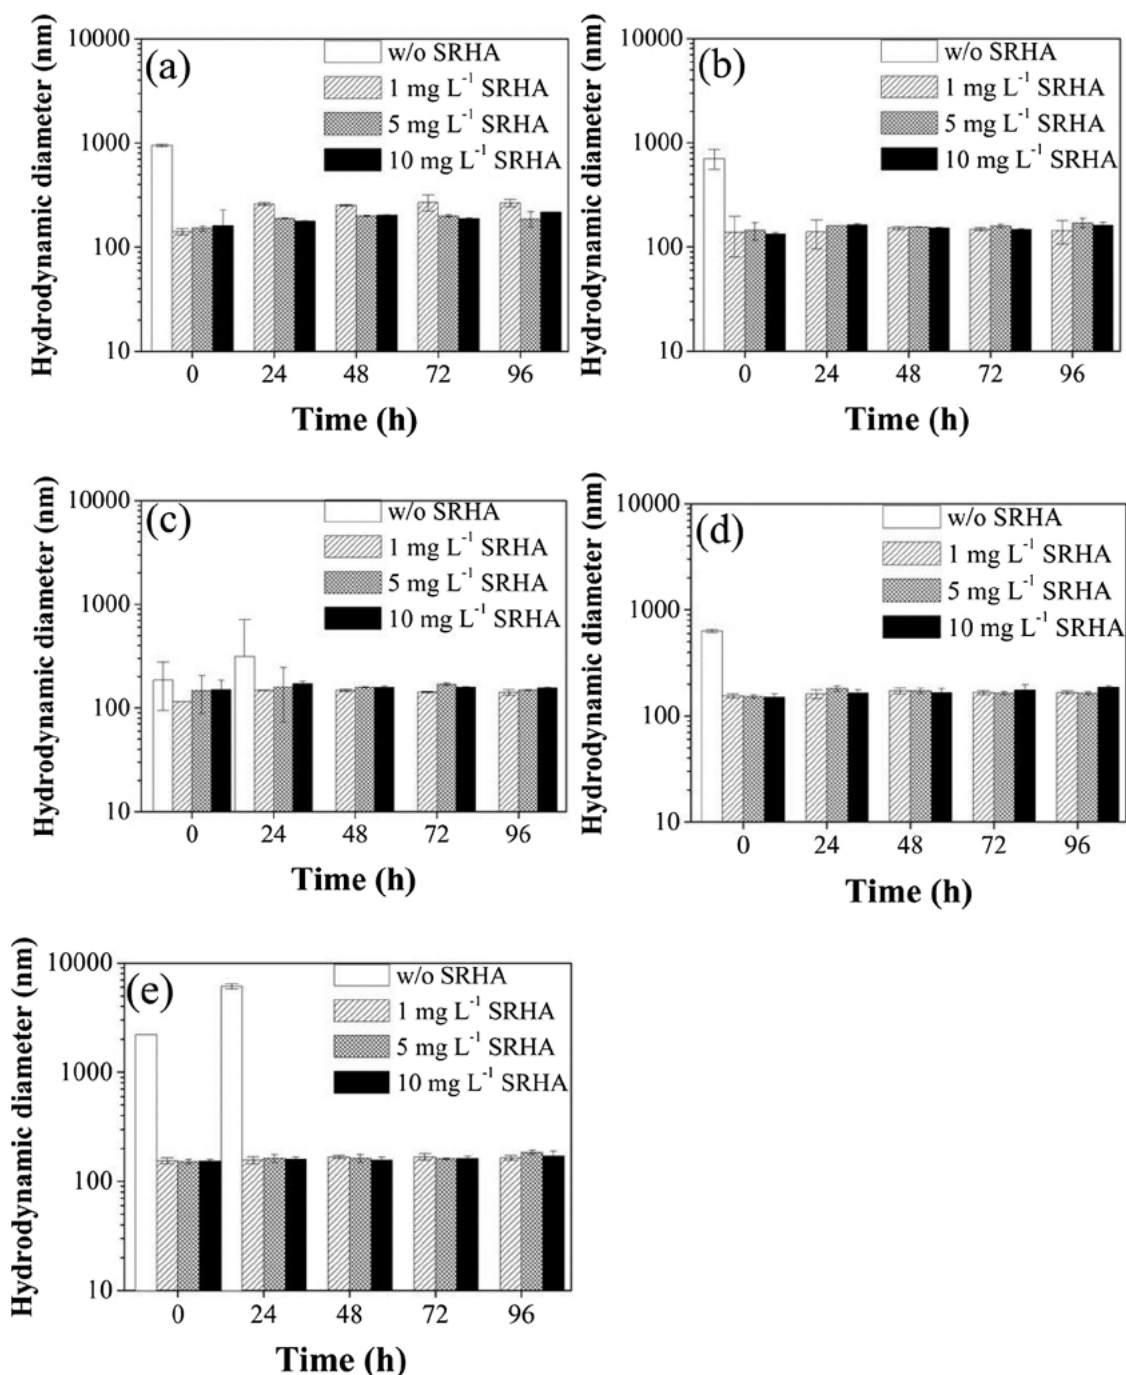 Hydrodynamic diameter (nm)
10000
1000
100
10
(a)
w/o SRHA
1 mg L⁻¹ SRHA
5 mg L⁻¹ SRHA
10 mg L⁻¹ SRHA
0 24 48 72 96
Time (h)
Hydrodynamic diameter (nm)
10000
1000
100
10
(b)
w/o SRHA
1 mg L⁻¹ SRHA
5 mg L⁻¹ SRHA
10 mg L⁻¹ SRHA
0 24 48 72 96
Time (h)
Hydrodynamic diameter (nm)
10000
1000
100
10
(c)
w/o SRHA
1 mg L⁻¹ SRHA
5 mg L⁻¹ SRHA
10 mg L⁻¹ SRHA
0 24 48 72 96
Time (h)
Hydrodynamic diameter (nm)
10000
1000
100
10
(d)
w/o SRHA
1 mg L⁻¹ SRHA
5 mg L⁻¹ SRHA
10 mg L⁻¹ SRHA
0 24 48 72 96
Time (h)
Hydrodynamic diameter (nm)
10000
1000
100
10
(e)
w/o SRHA
1 mg L⁻¹ SRHA
5 mg L⁻¹ SRHA
10 mg L⁻¹ SRHA
0 24 48 72 96
Time (h)